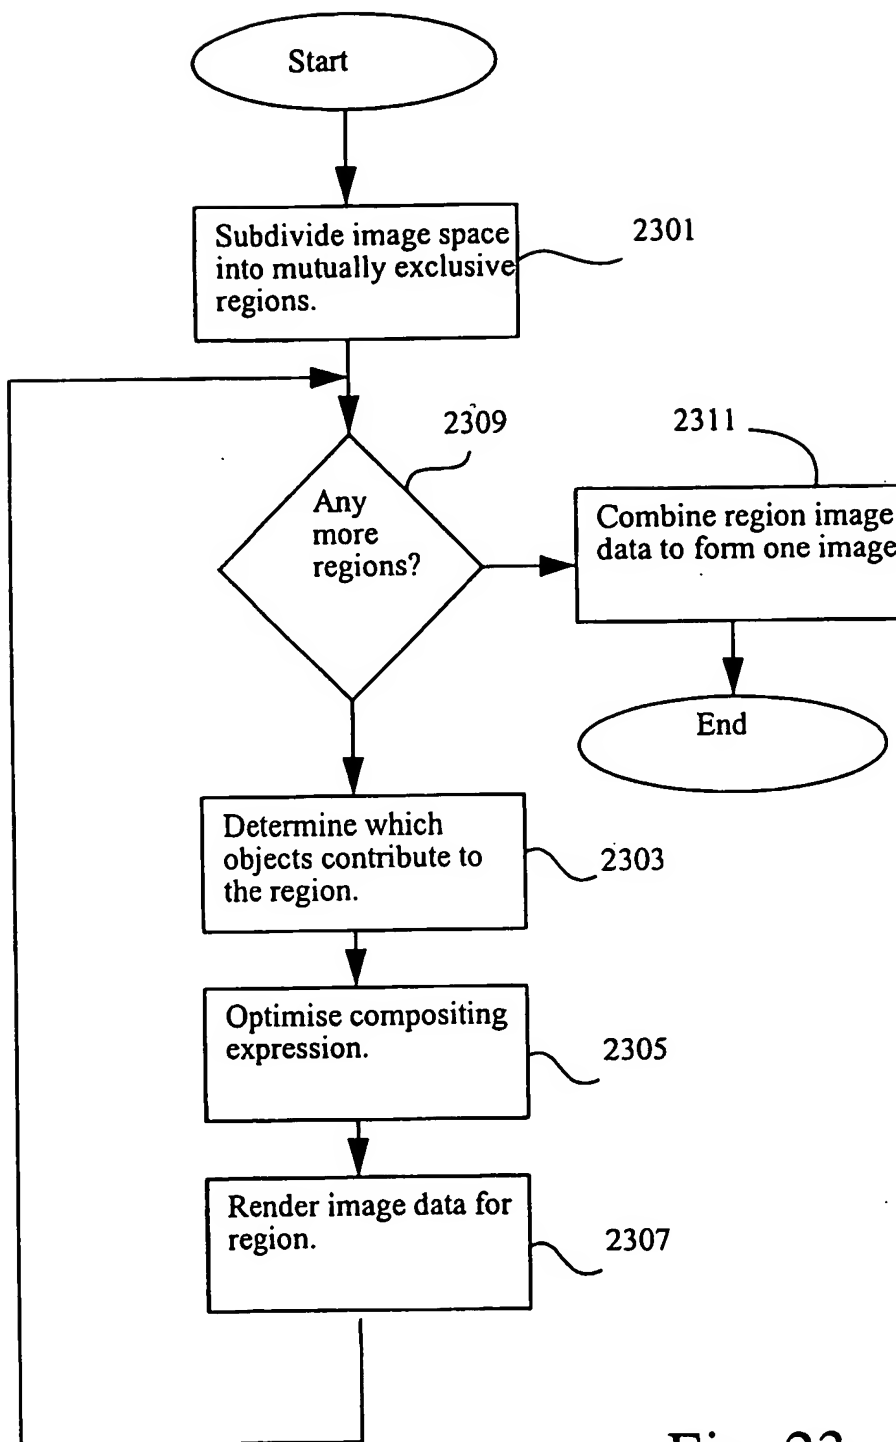 Start
Subdivide image space
into mutually exclusive
regions.
2301
2309
Any
more
regions?
2311
Combine region image
data to form one image
End
Determine which
objects contribute to
the region.
2303
Optimise compositing
expression.
2305
Render image data for
region.
2307
Fig. 23